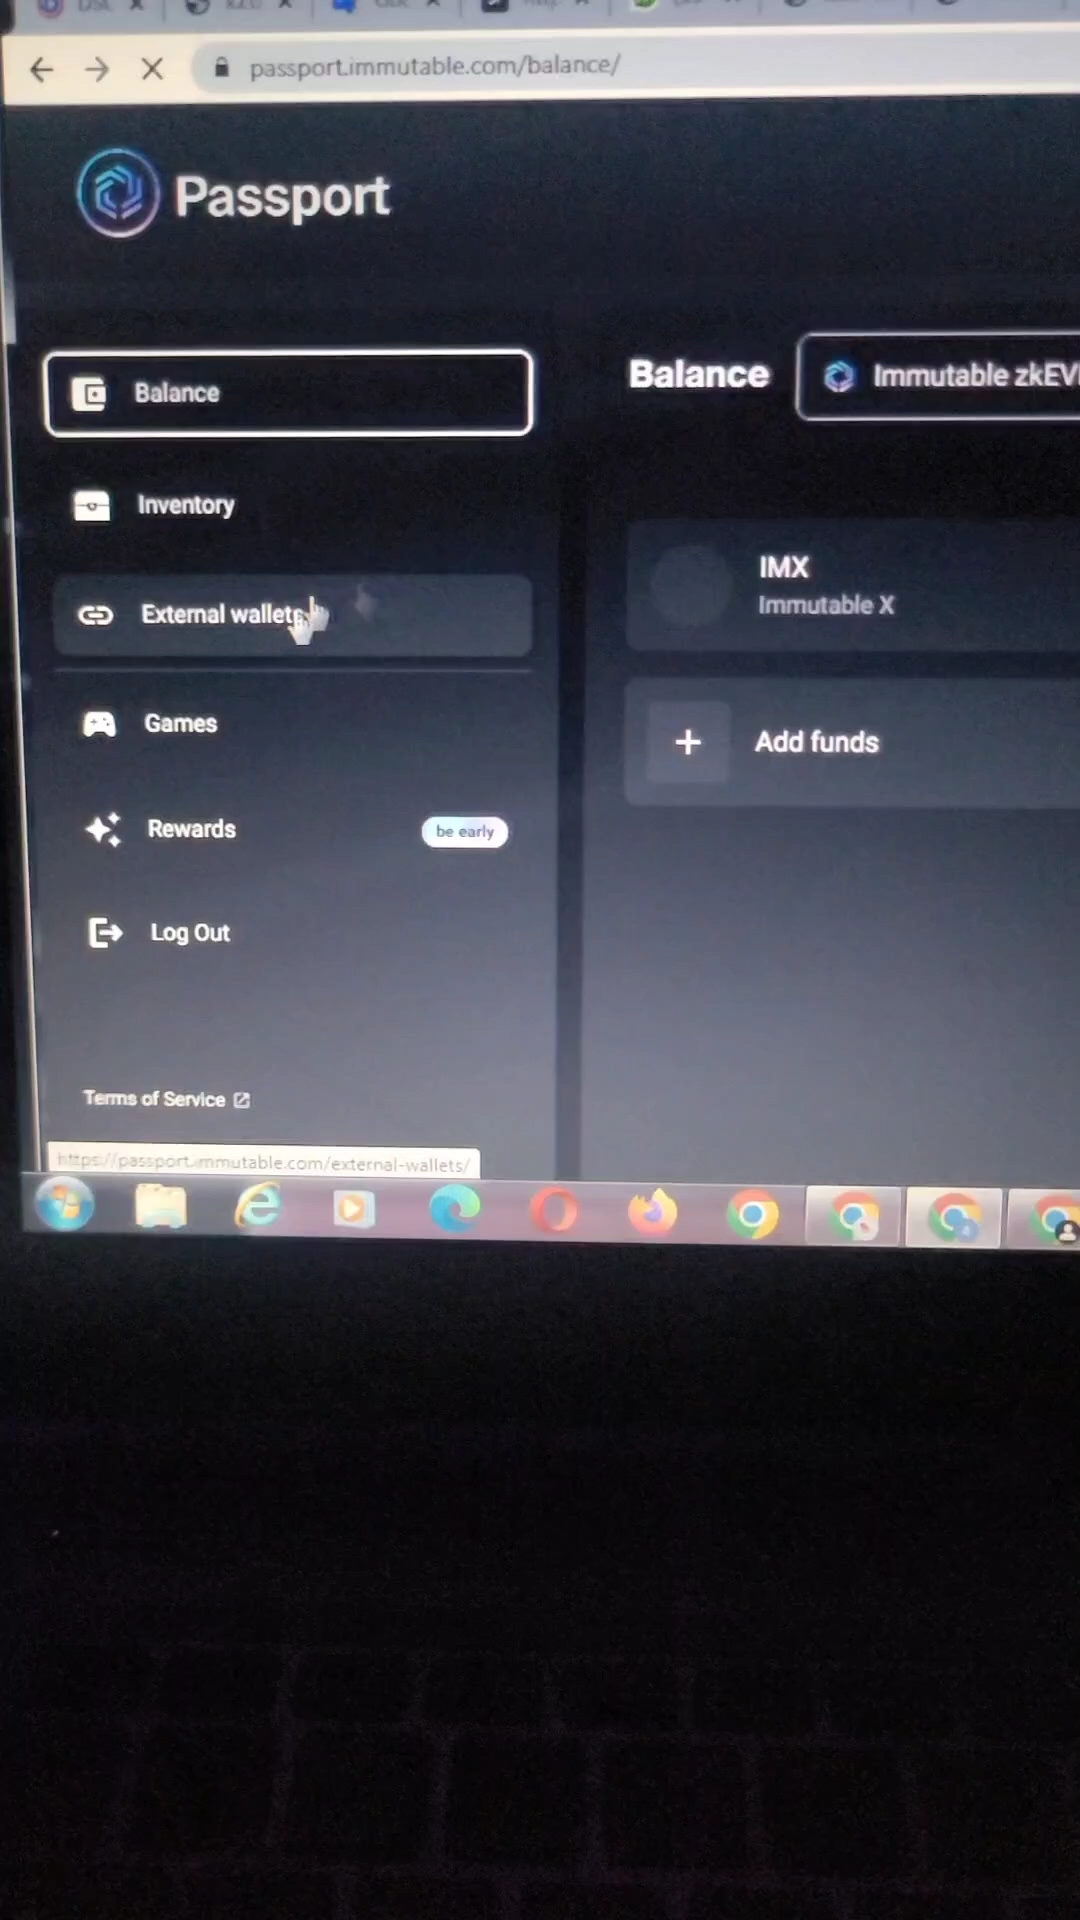 passport.immutable.com/balance/
Passport
Balance
Inventory
External wallets
Games
Rewards
be early
Log Out
Terms of Service
https://passport.immutable.com/external-wallets/
Balance
Immutable zkEV
IMX
Immutable X
+ Add funds